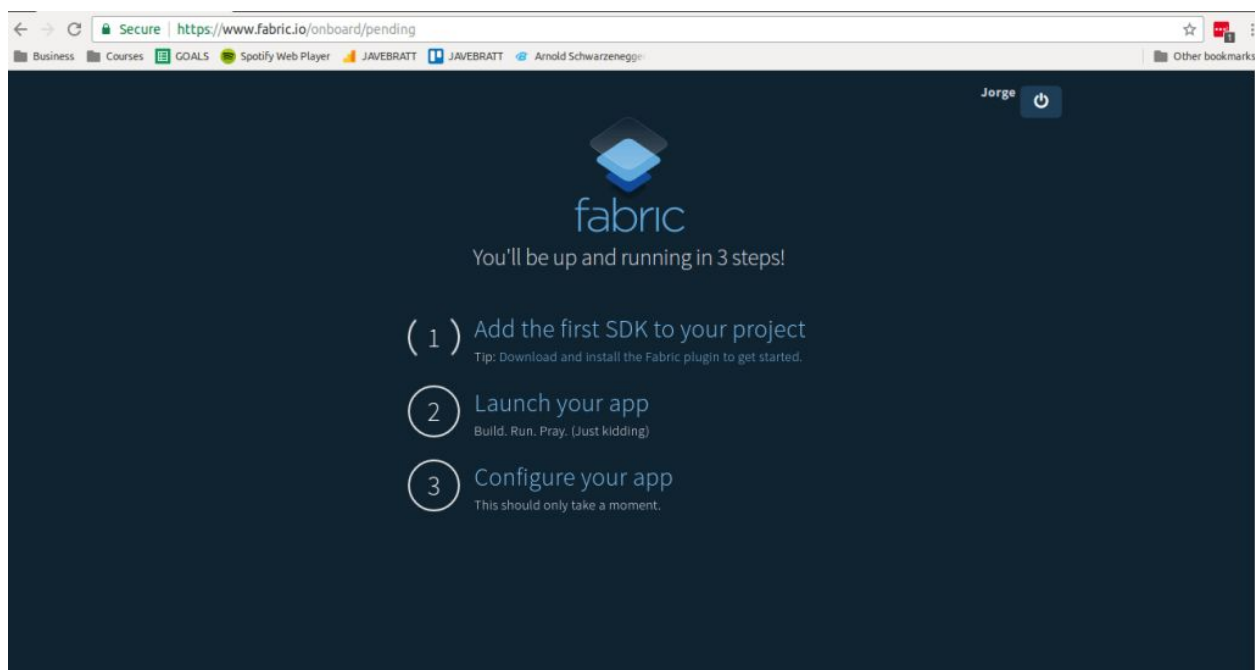 Secure | https://www.fabric.io/onboard/pending
1
Business Courses GOALS Spotify Web Player JAVEBRATT JAVEBRATT Arnold Schwarzenegge Other bookmarks
Jorge
fabric
You'll be up and running in 3 steps!
1 Add the first SDK to your project
Tip: Download and install the Fabric plugin to get started.
2 Launch your app
Build. Run. Pray. (Just kidding)
3 Configure your app
This should only take a moment.